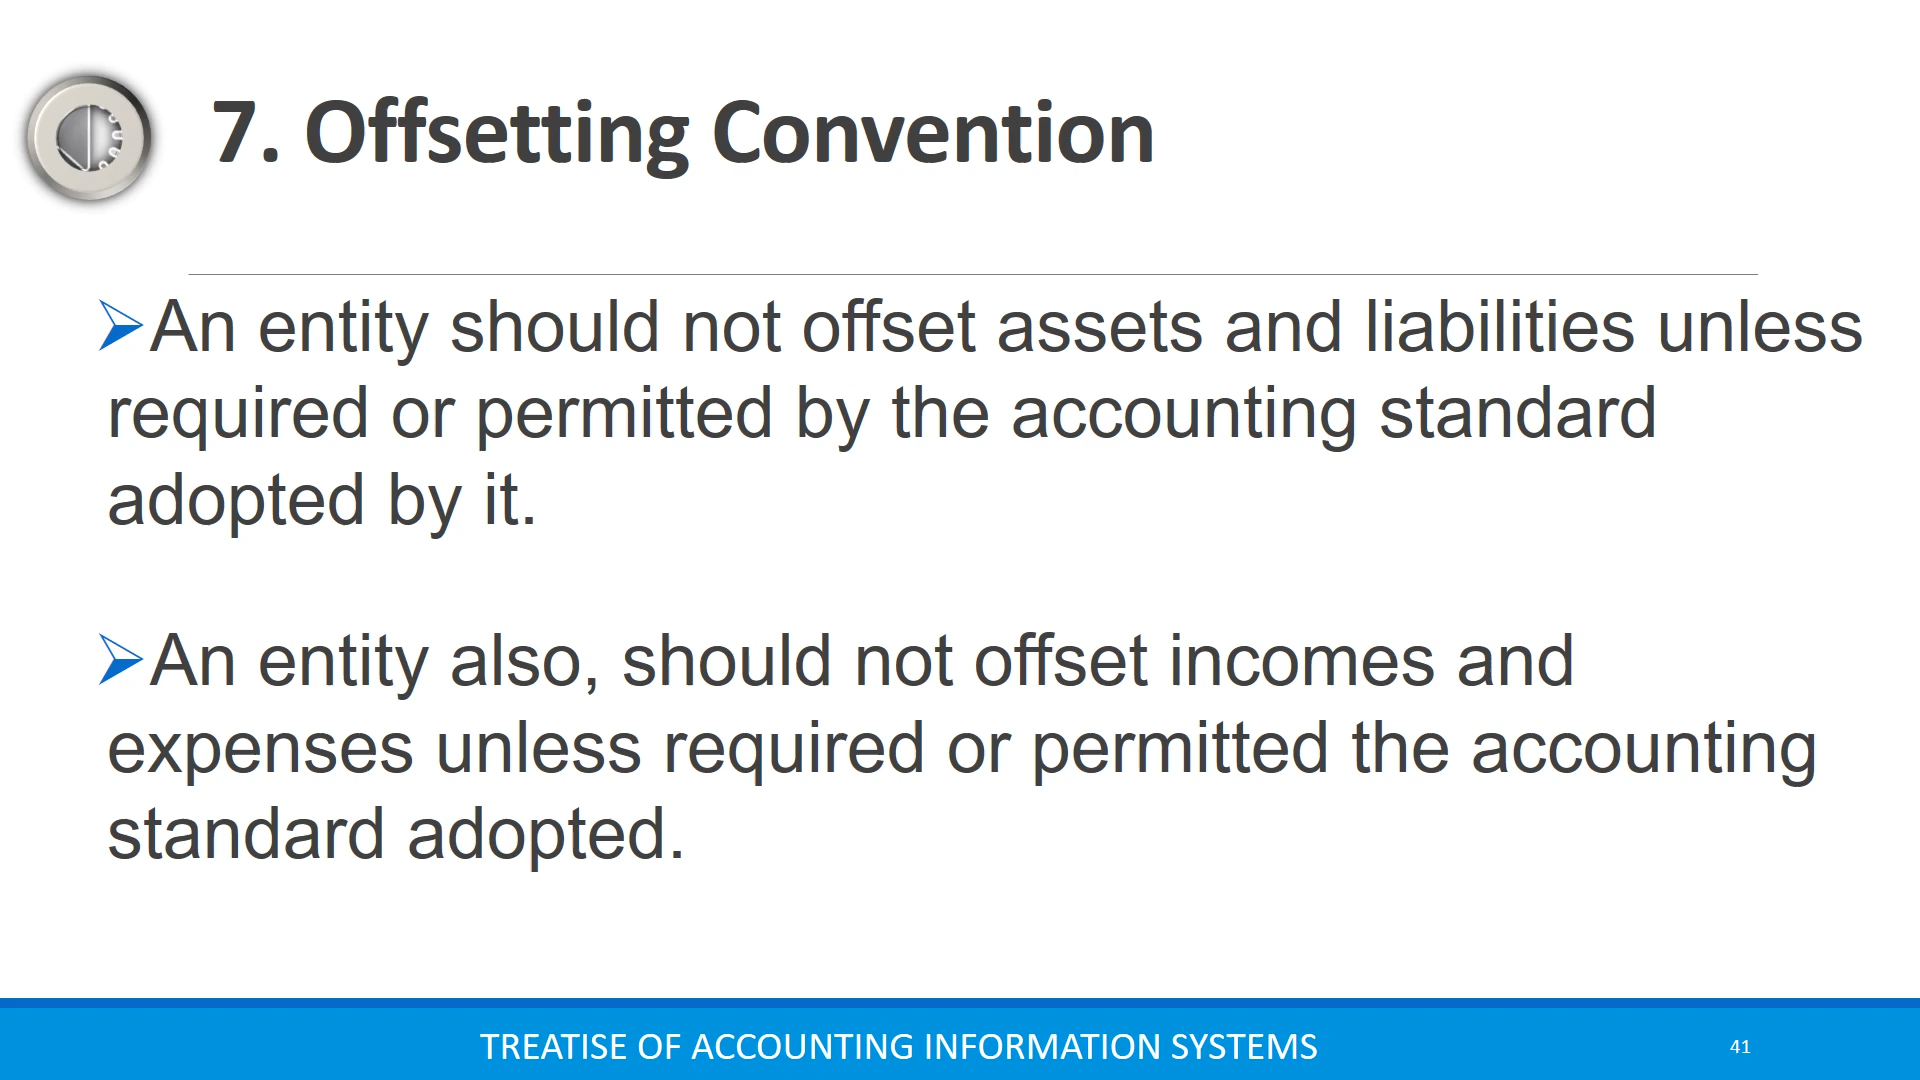 7. Offsetting Convention
➢An entity should not offset assets and liabilities unless
required or permitted by the accounting standard
adopted by it.
➢An entity also, should not offset incomes and
expenses unless required or permitted the accounting
standard adopted.
TREATISE OF ACCOUNTING INFORMATION SYSTEMS
41